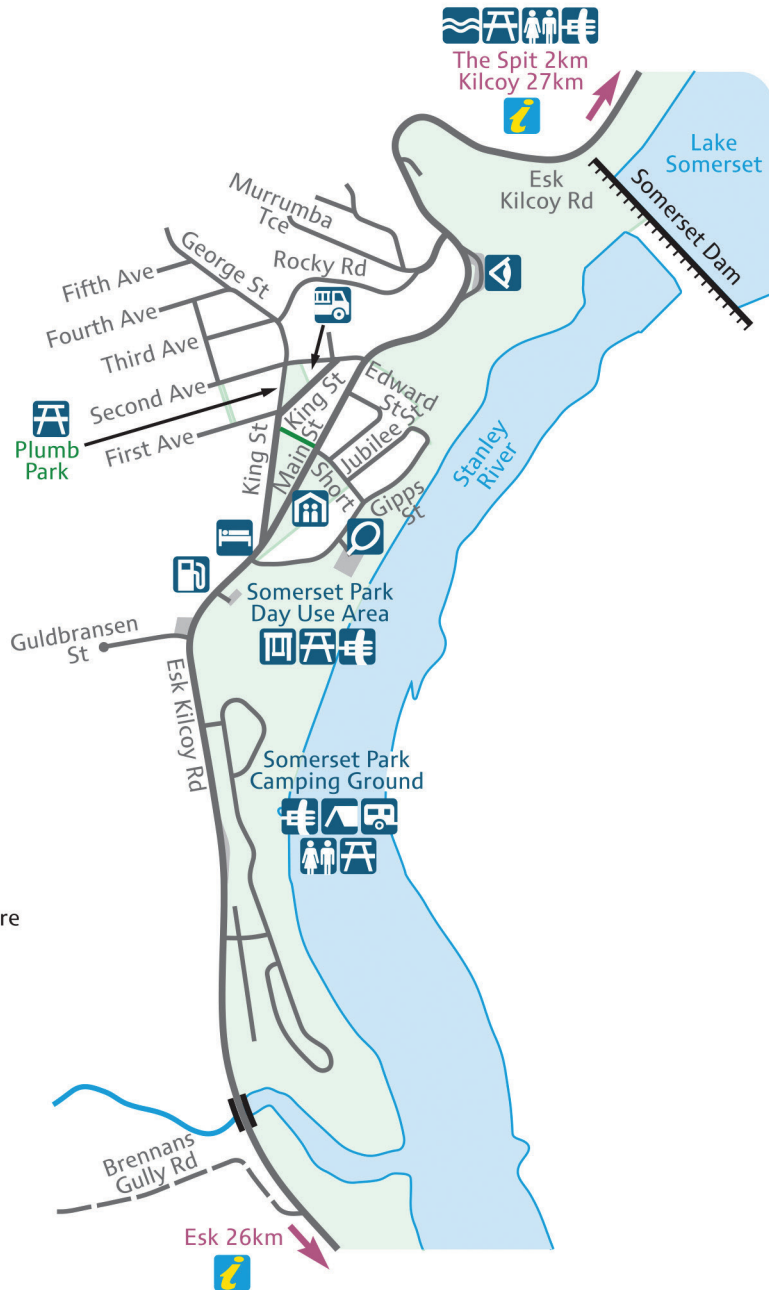 The Spit 2km
Kilcoy 27km
i
Lake
Somerset
Esk
Kilcoy Rd
Somerset Dam
Murrumba
Tce
George St
Rocky Rd
Fifth Ave
Fourth Ave
Third Ave
Second Ave
First Ave
Plumb
Park
King St
King St
Main St
Edward
St
Jubilee St
Short
St
Gipps
St
Stanley
River
Somerset Park
Day Use Area
Guldbransen
St
Esk Kilcoy Rd
Somerset Park
Camping Ground
re
Brennans
Gully Rd
Esk 26km
i